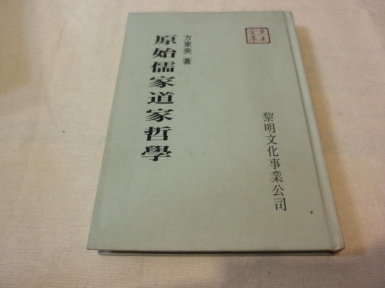 方東美 著
原始儒家道家哲學
黎明文化事業公司